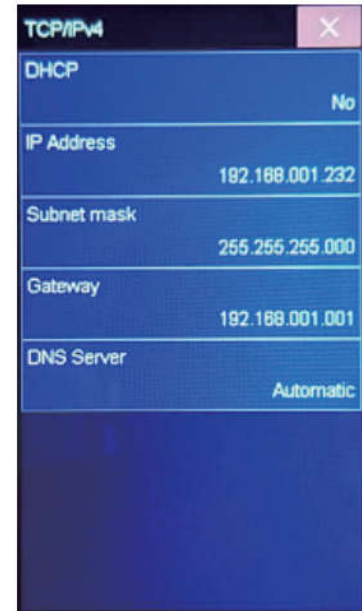 TCP/IPv4
DHCP
No
IP Address
192.168.001.232
Subnet mask
255.255.255.000
Gateway
192.168.001.001
DNS Server
Automatic